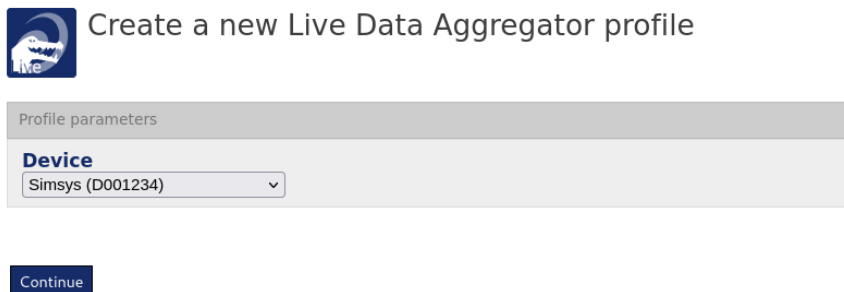 Create a new Live Data Aggregator profile
Live
Profile parameters
Device
Simsys (D001234)
Continue